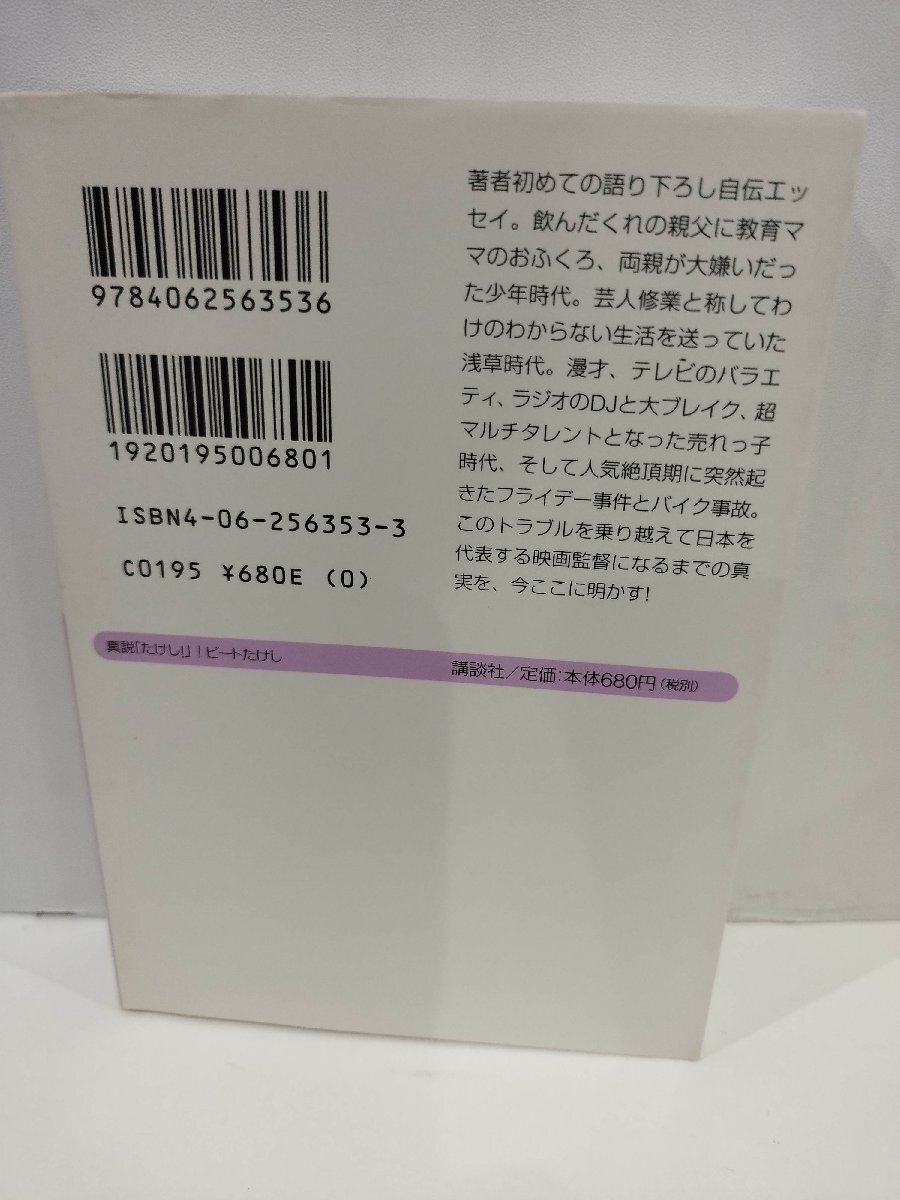 9784062563536
1920195006801
ISBN4-06-256353-3
C0195 ¥680E (0)
著者初めての語り下ろし自伝エッ
セイ。飲んだくれの親父に教育マ
マのおふくろ、両親が大嫌いだっ
た少年時代。芸人修業と称してわ
けのわからない生活を送っていた
浅草時代。漫才、テレビのバラエ
ティ、ラジオのDJと大ブレイク、超
マルチタレントとなった売れっ子
時代、そして人気絶頂期に突然起
きたフライデー事件とバイク事故。
このトラブルを乗り越えて日本を
代表する映画監督になるまでの真
実を、今ここに明かす!
真説「たけし!」 | ビートたけし
講談社/定価:本体680円(税別)